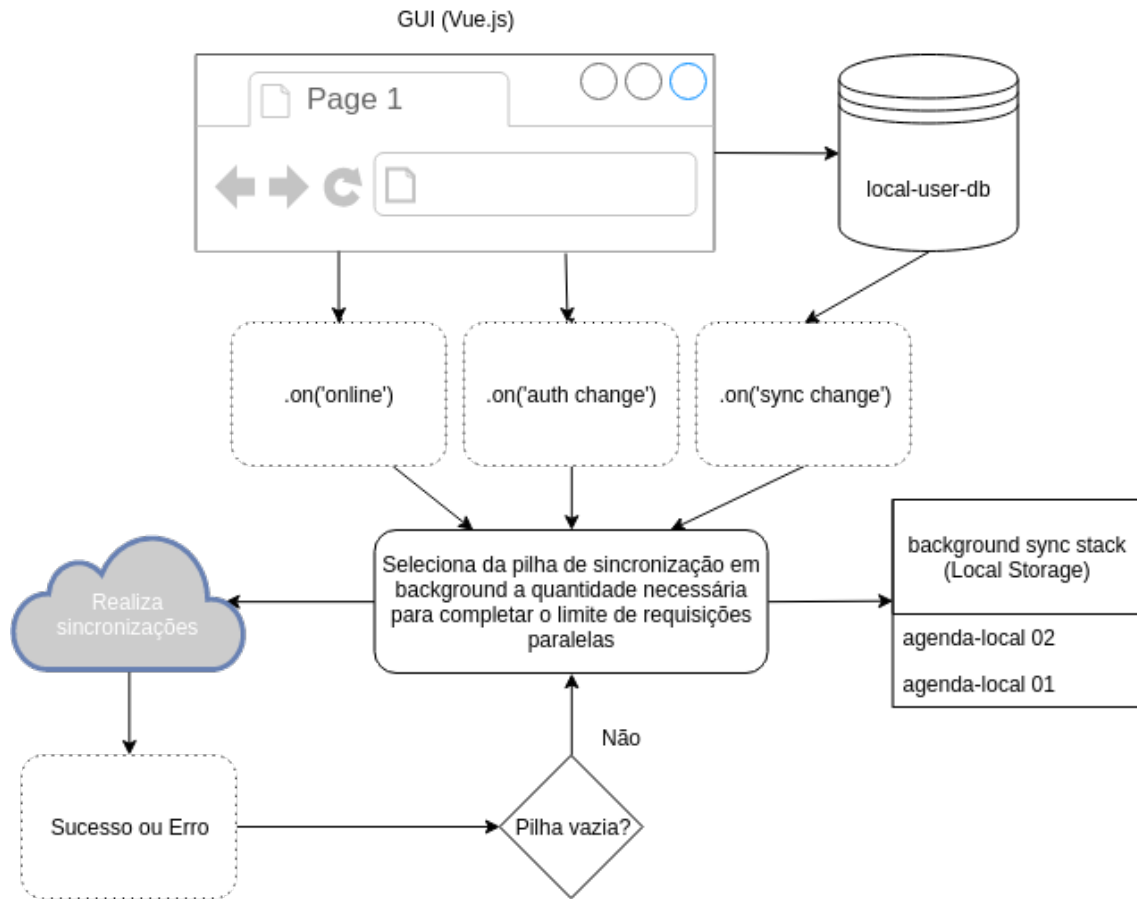 GUI (Vue.js)
Page 1
local-user-db
.on('online')
.on('auth change')
.on('sync change')
Seleciona da pilha de sincronização em
background a quantidade necessária
para completar o limite de requisições
paralelas
background sync stack
(Local Storage)
agenda-local 02
agenda-local 01
Realiza
sincronizações
Não
Sucesso ou Erro
Pilha vazia?